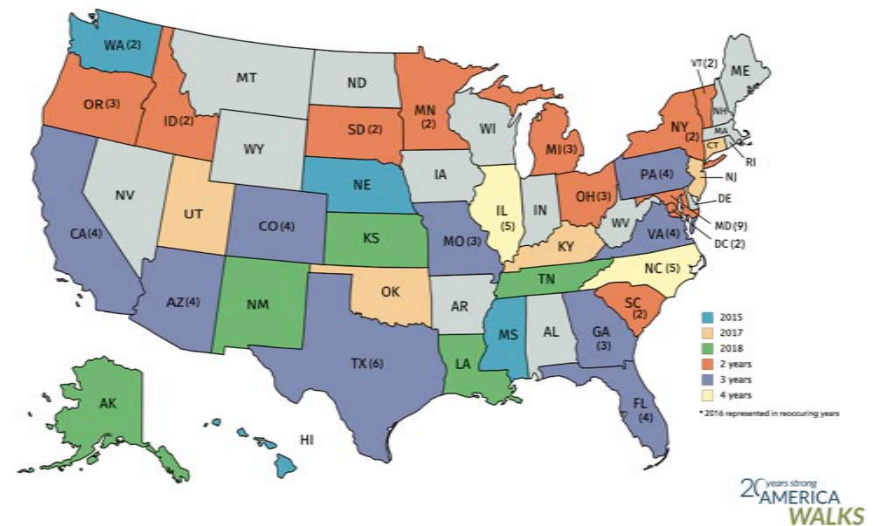 WA (2)
MT
ND
OR (3)
ID (2)
SD (2)
MN
(2)
WI
MI (3)
VT (2)
ME
NH
NY
(2)
MA
CT
RI
WY
NE
IA
PA (4)
NJ
DE
MD (9)
DC (2)
NV
UT
CO (4)
KS
MO (3)
IL
(5)
IN
OH (3)
WV
VA (4)
KY
CA (4)
AZ (4)
NM
OK
AR
TN
NC (5)
SC
(2)
TX (6)
LA
MS
AL
GA
(3)
FL
(4)
AK
HI
2015
2017
2018
2 years
3 years
4 years
* 2016 represented in reoccuring years
20 years strong
AMERICA
WALKS